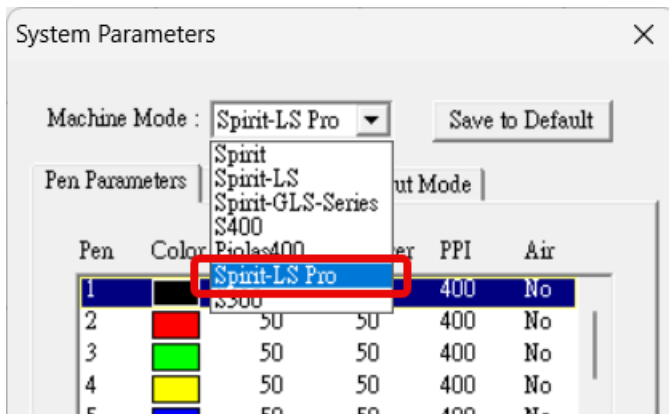 System Parameters
Machine Mode : Spirit-LS Pro Save to Default
Spirit
Spirit-LS
Spirit-GLS-Series
S400
Piolas400
Spirit-LS Pro
Pen Parameters ut Mode
Pen Color er PPI Air
1 400 No
2 50 50 400 No
3 50 50 400 No
4 50 50 400 No